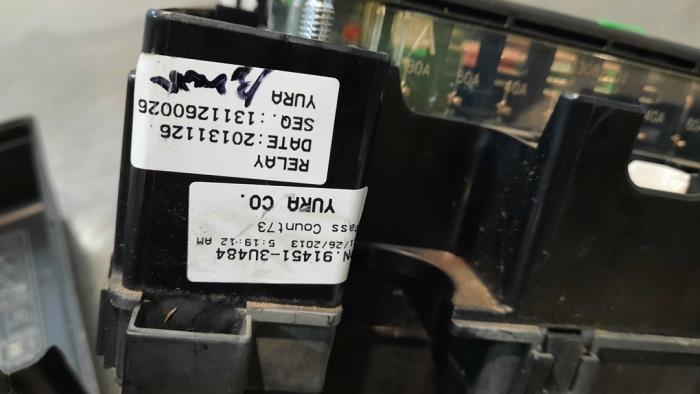 RELAY
DATE:20131126
SEQ.:1311260026
YURA
N.91451-3U484
1/26/2013 5:19:12 AM
Pass Count73
YURA CO.
30A
40A